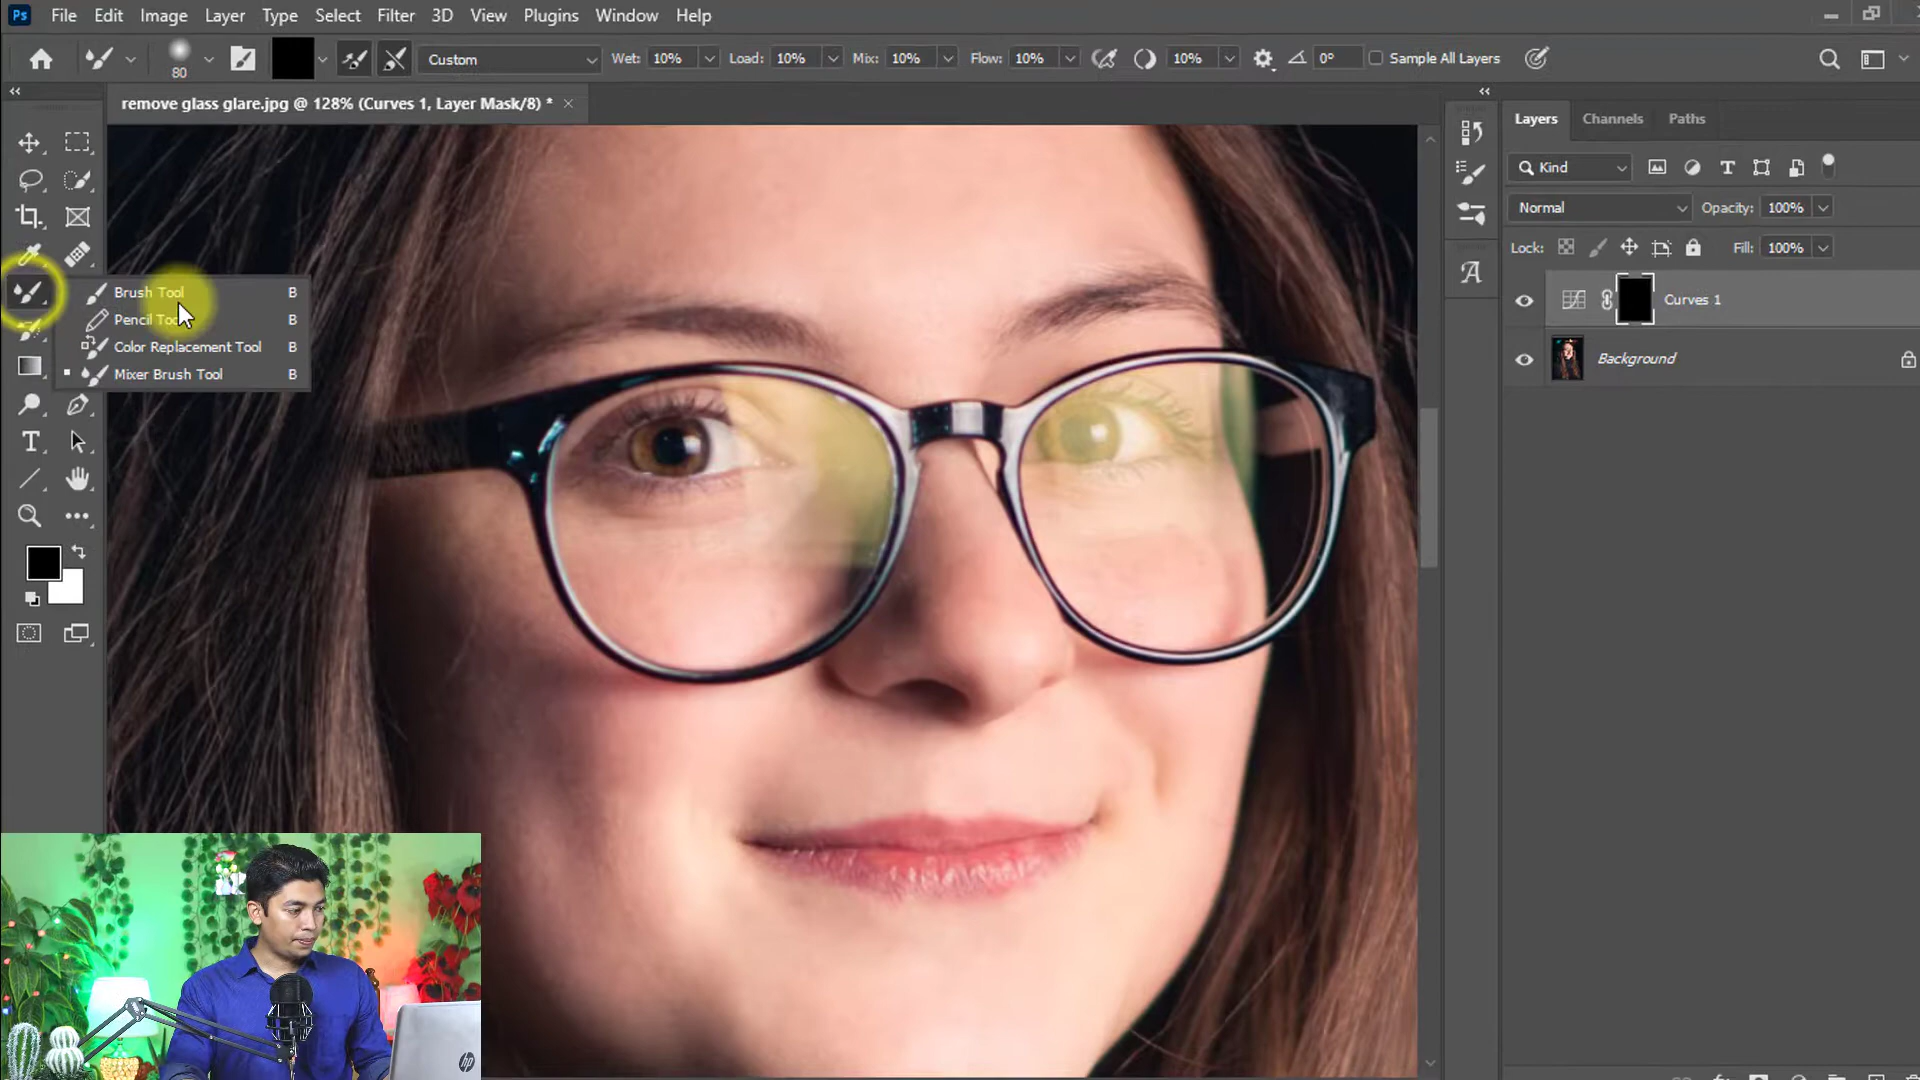 Ps File Edit Image Layer Type Select Filter 3D View Plugins Window Help
80 Custom Wet: 10% Load: 10% Mix: 10% Flow: 10% 10% 0° Sample All Layers
remove glass glare.jpg @ 128% (Curves 1, Layer Mask/8) *
Layers Channels Paths
Kind
Normal Opacity: 100%
Lock: Fill: 100%
Brush Tool B
Pencil Too B
Color Replacement Tool B
Mixer Brush Tool B
Curves 1
Background
hp